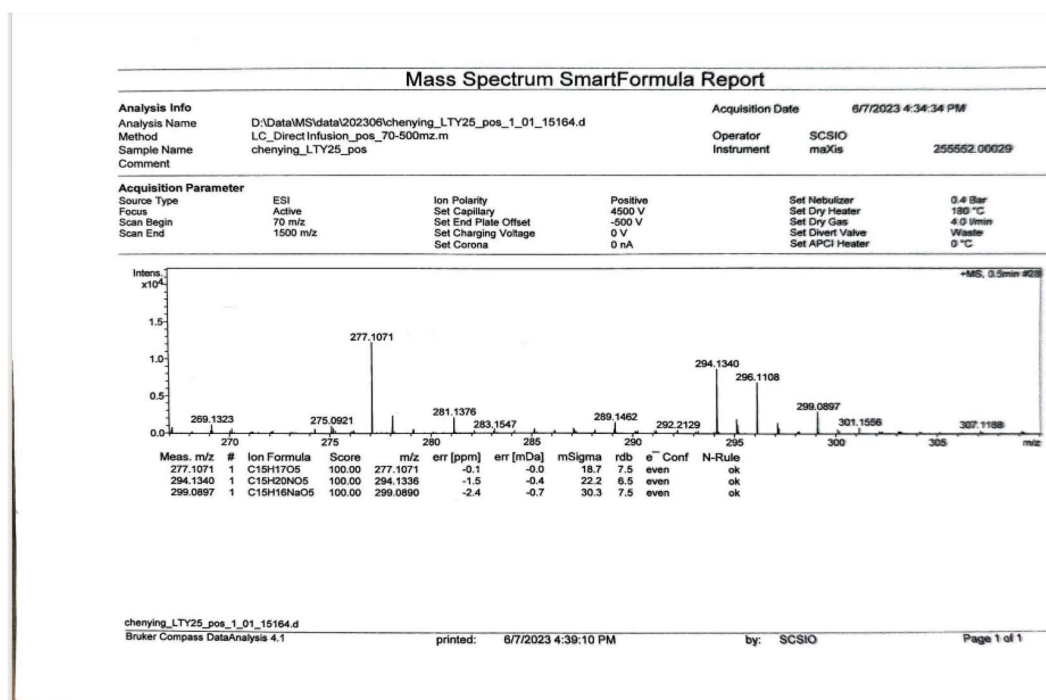 Mass Spectrum SmartFormula Report
Analysis Info Acquisition Date 6/7/2023 4:34:34 PM
Analysis Name D:\Data\MS\data\202306\chenying_LTY25_pos_1_01_15164.d
Method LC_Direct Infusion_pos_70-500mz.m Operator SCSIO
Sample Name chenying_LTY25_pos Instrument maXis 255552.00029
Comment
Acquisition Parameter
Source Type ESI Ion Polarity Positive Set Nebulizer 0.4 Bar
Focus Active Set Capillary 4500 V Set Dry Heater 180 °C
Scan Begin 70 m/z Set End Plate Offset -500 V Set Dry Gas 4.0 l/min
Scan End 1500 m/z Set Charging Voltage 0 V Set Divert Valve Waste
Set Corona 0 nA Set APCI Heater 0 °C
Intens. +MS, 0.5min #28
x10⁴
1.5
277.1071
1.0
294.1340
296.1108
0.5
269.1323 275.0921 281.1376 283.1547 289.1462 292.2129 299.0897 301.1556 307.1188
0.0
270 275 280 285 290 295 300 305 m/z
Meas. m/z # Ion Formula Score m/z err [ppm] err [mDa] mSigma rdb e⁻ Conf N-Rule
277.1071 1 C15H17O5 100.00 277.1071 -0.1 -0.0 18.7 7.5 even ok
294.1340 1 C15H20NO5 100.00 294.1336 -1.5 -0.4 22.2 6.5 even ok
299.0897 1 C15H16NaO5 100.00 299.0890 -2.4 -0.7 30.3 7.5 even ok
chenying_LTY25_pos_1_01_15164.d
Bruker Compass DataAnalysis 4.1 printed: 6/7/2023 4:39:10 PM by: SCSIO Page 1 of 1